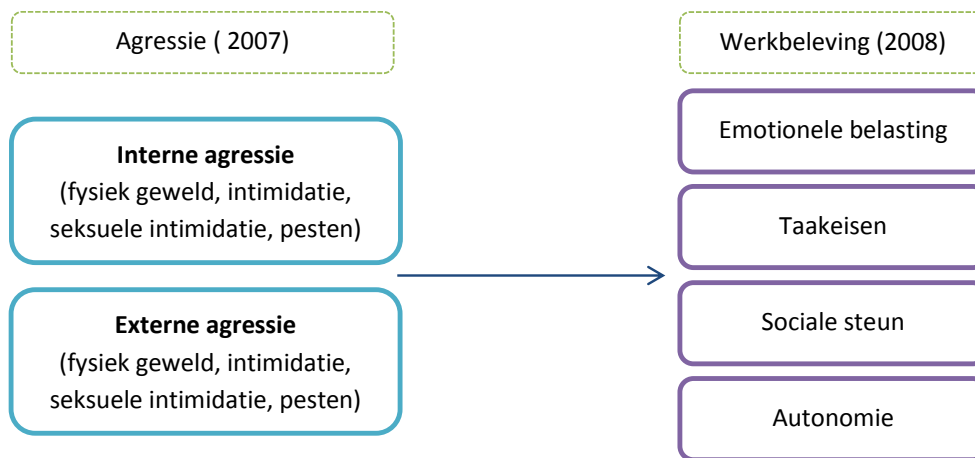 Agressie ( 2007)
Werkbeleving (2008)
Interne agressie
(fysiek geweld, intimidatie,
seksuele intimidatie, pesten)
Externe agressie
(fysiek geweld, intimidatie,
seksuele intimidatie, pesten)
Emotionele belasting
Taakeisen
Sociale steun
Autonomie